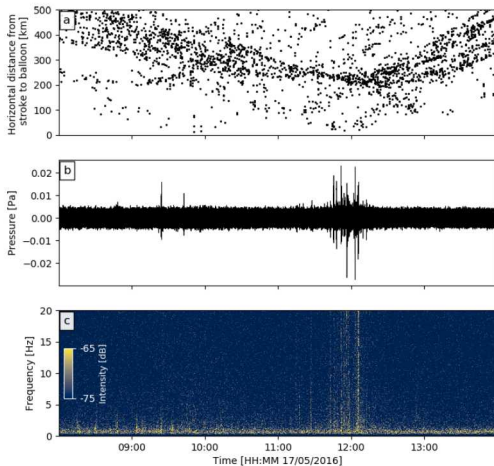 a
Horizontal distance from
stroke to balloon [km]
500
400
300
200
100
0
b
Pressure [Pa]
0.02
0.01
0.00
−0.01
−0.02
c
Frequency [Hz]
20
15
10
5
0
-65
-75
Intensity [dB]
09:00 10:00 11:00 12:00 13:00
Time [HH:MM 17/05/2016]